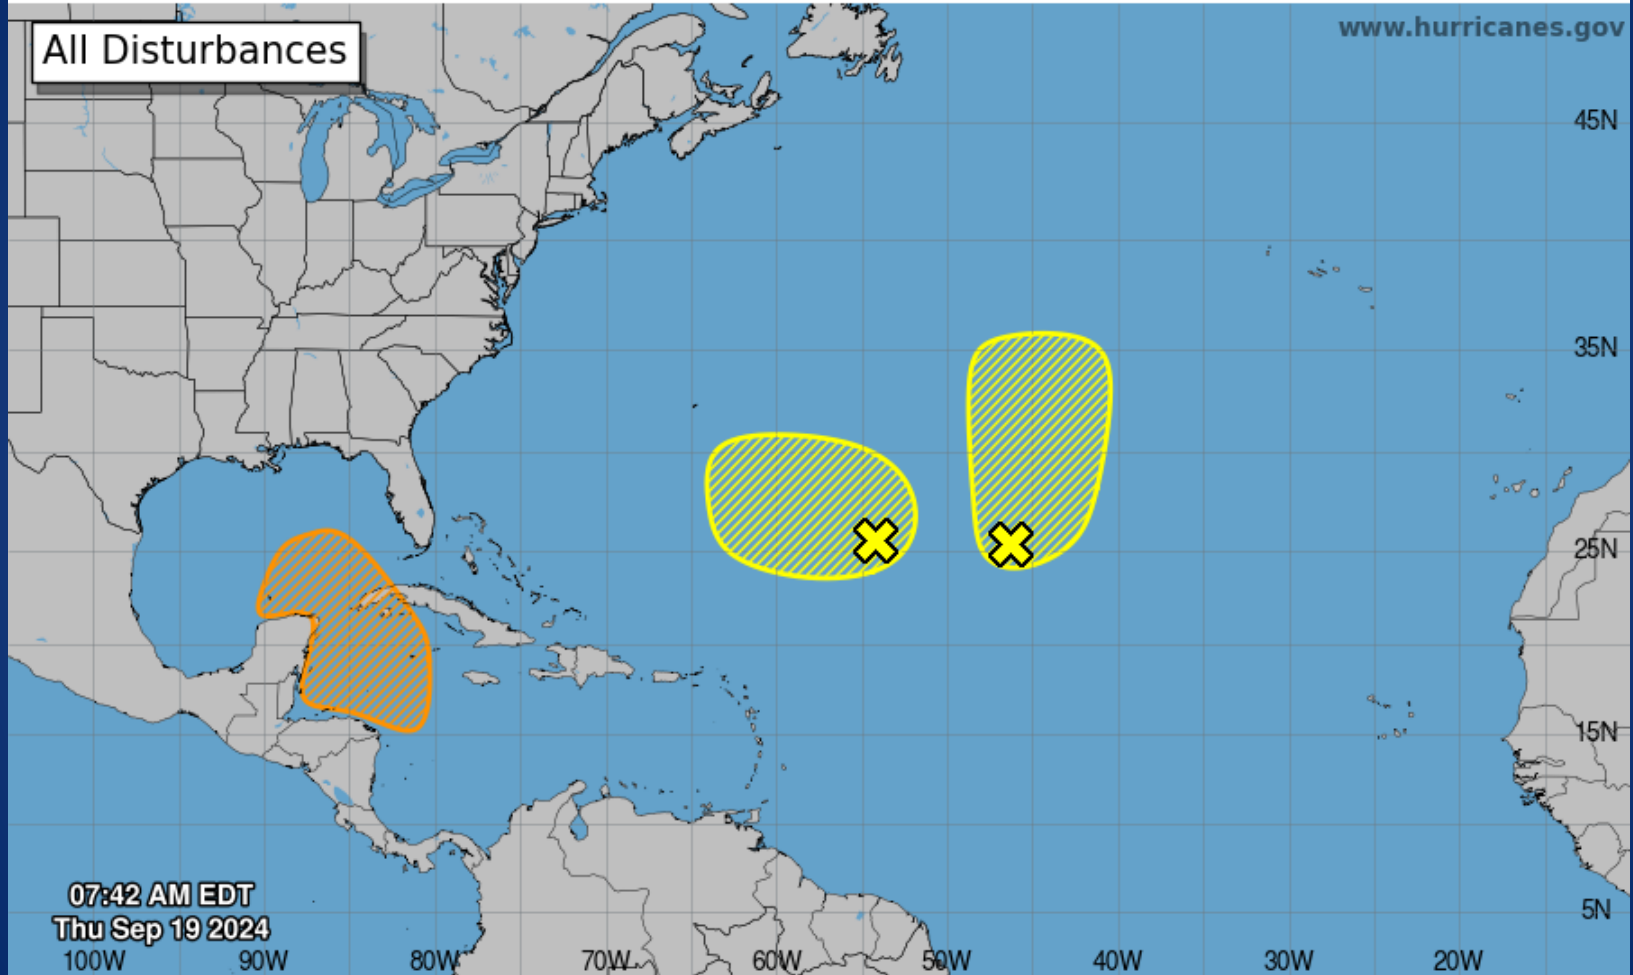 All Disturbances
www.hurricanes.gov
45N
35N
25N
15N
5N
07:42 AM EDT
Thu Sep 19 2024
100W 90W 80W 70W 60W 50W 40W 30W 20W